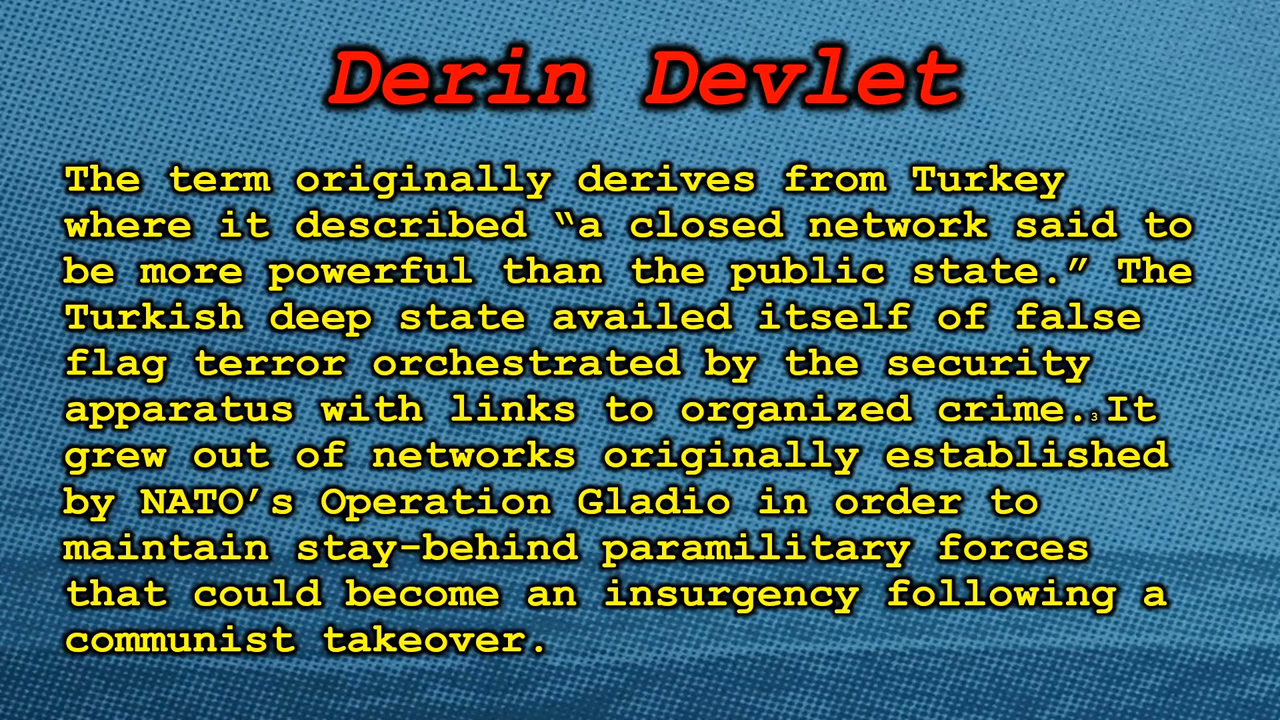 Derin Devlet
The term originally derives from Turkey
where it described “a closed network said to
be more powerful than the public state.” The
Turkish deep state availed itself of false
flag terror orchestrated by the security
apparatus with links to organized crime.3It
grew out of networks originally established
by NATO’s Operation Gladio in order to
maintain stay-behind paramilitary forces
that could become an insurgency following a
communist takeover.